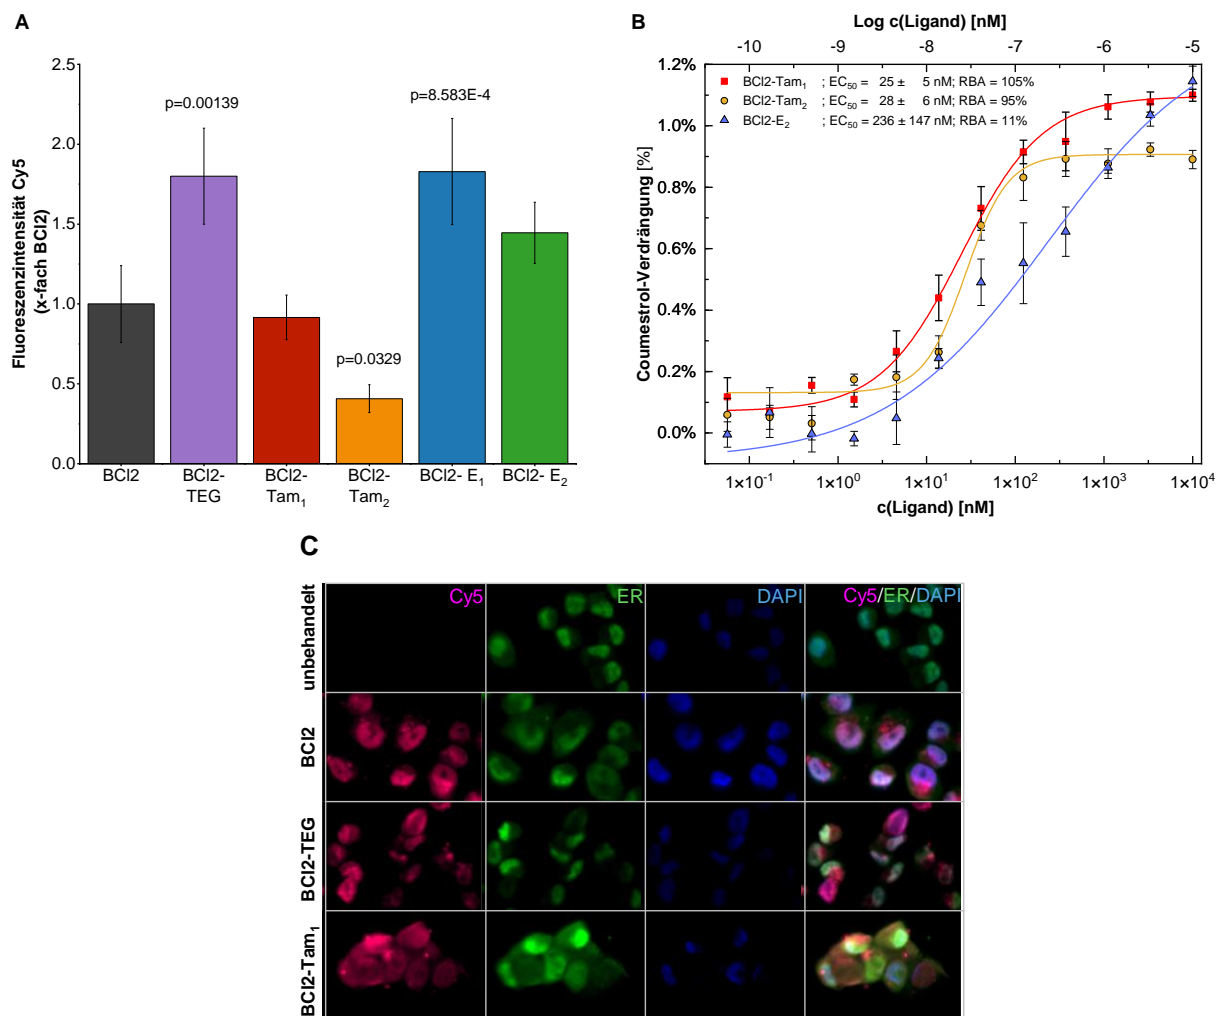 A
Fluoreszenzintensität Cy5
(x-fach BCl2)
2.5
2.0
1.5
1.0
0.5
0.0
p=0.00139
p=0.0329
p=8.583E-4
BCl2
BCl2-
TEG
BCl2-
Tam₁
BCl2-
Tam₂
BCl2- E₁
BCl2- E₂
B
Log c(Ligand) [nM]
-10 -9 -8 -7 -6 -5
BCl2-Tam₁ ; EC₅₀ = 25 ± 5 nM; RBA = 105%
BCl2-Tam₂ ; EC₅₀ = 28 ± 6 nM; RBA = 95%
BCl2-E₂ ; EC₅₀ = 236 ± 147 nM; RBA = 11%
Coumestrol-Verdrängung [%]
1.2%
1.0%
0.8%
0.6%
0.4%
0.2%
0.0%
1×10⁻¹ 1×10⁰ 1×10¹ 1×10² 1×10³ 1×10⁴
c(Ligand) [nM]
C
Cy5 ER DAPI Cy5/ER/DAPI
unbehandelt
BCl2
BCl2-TEG
BCl2-Tam₁